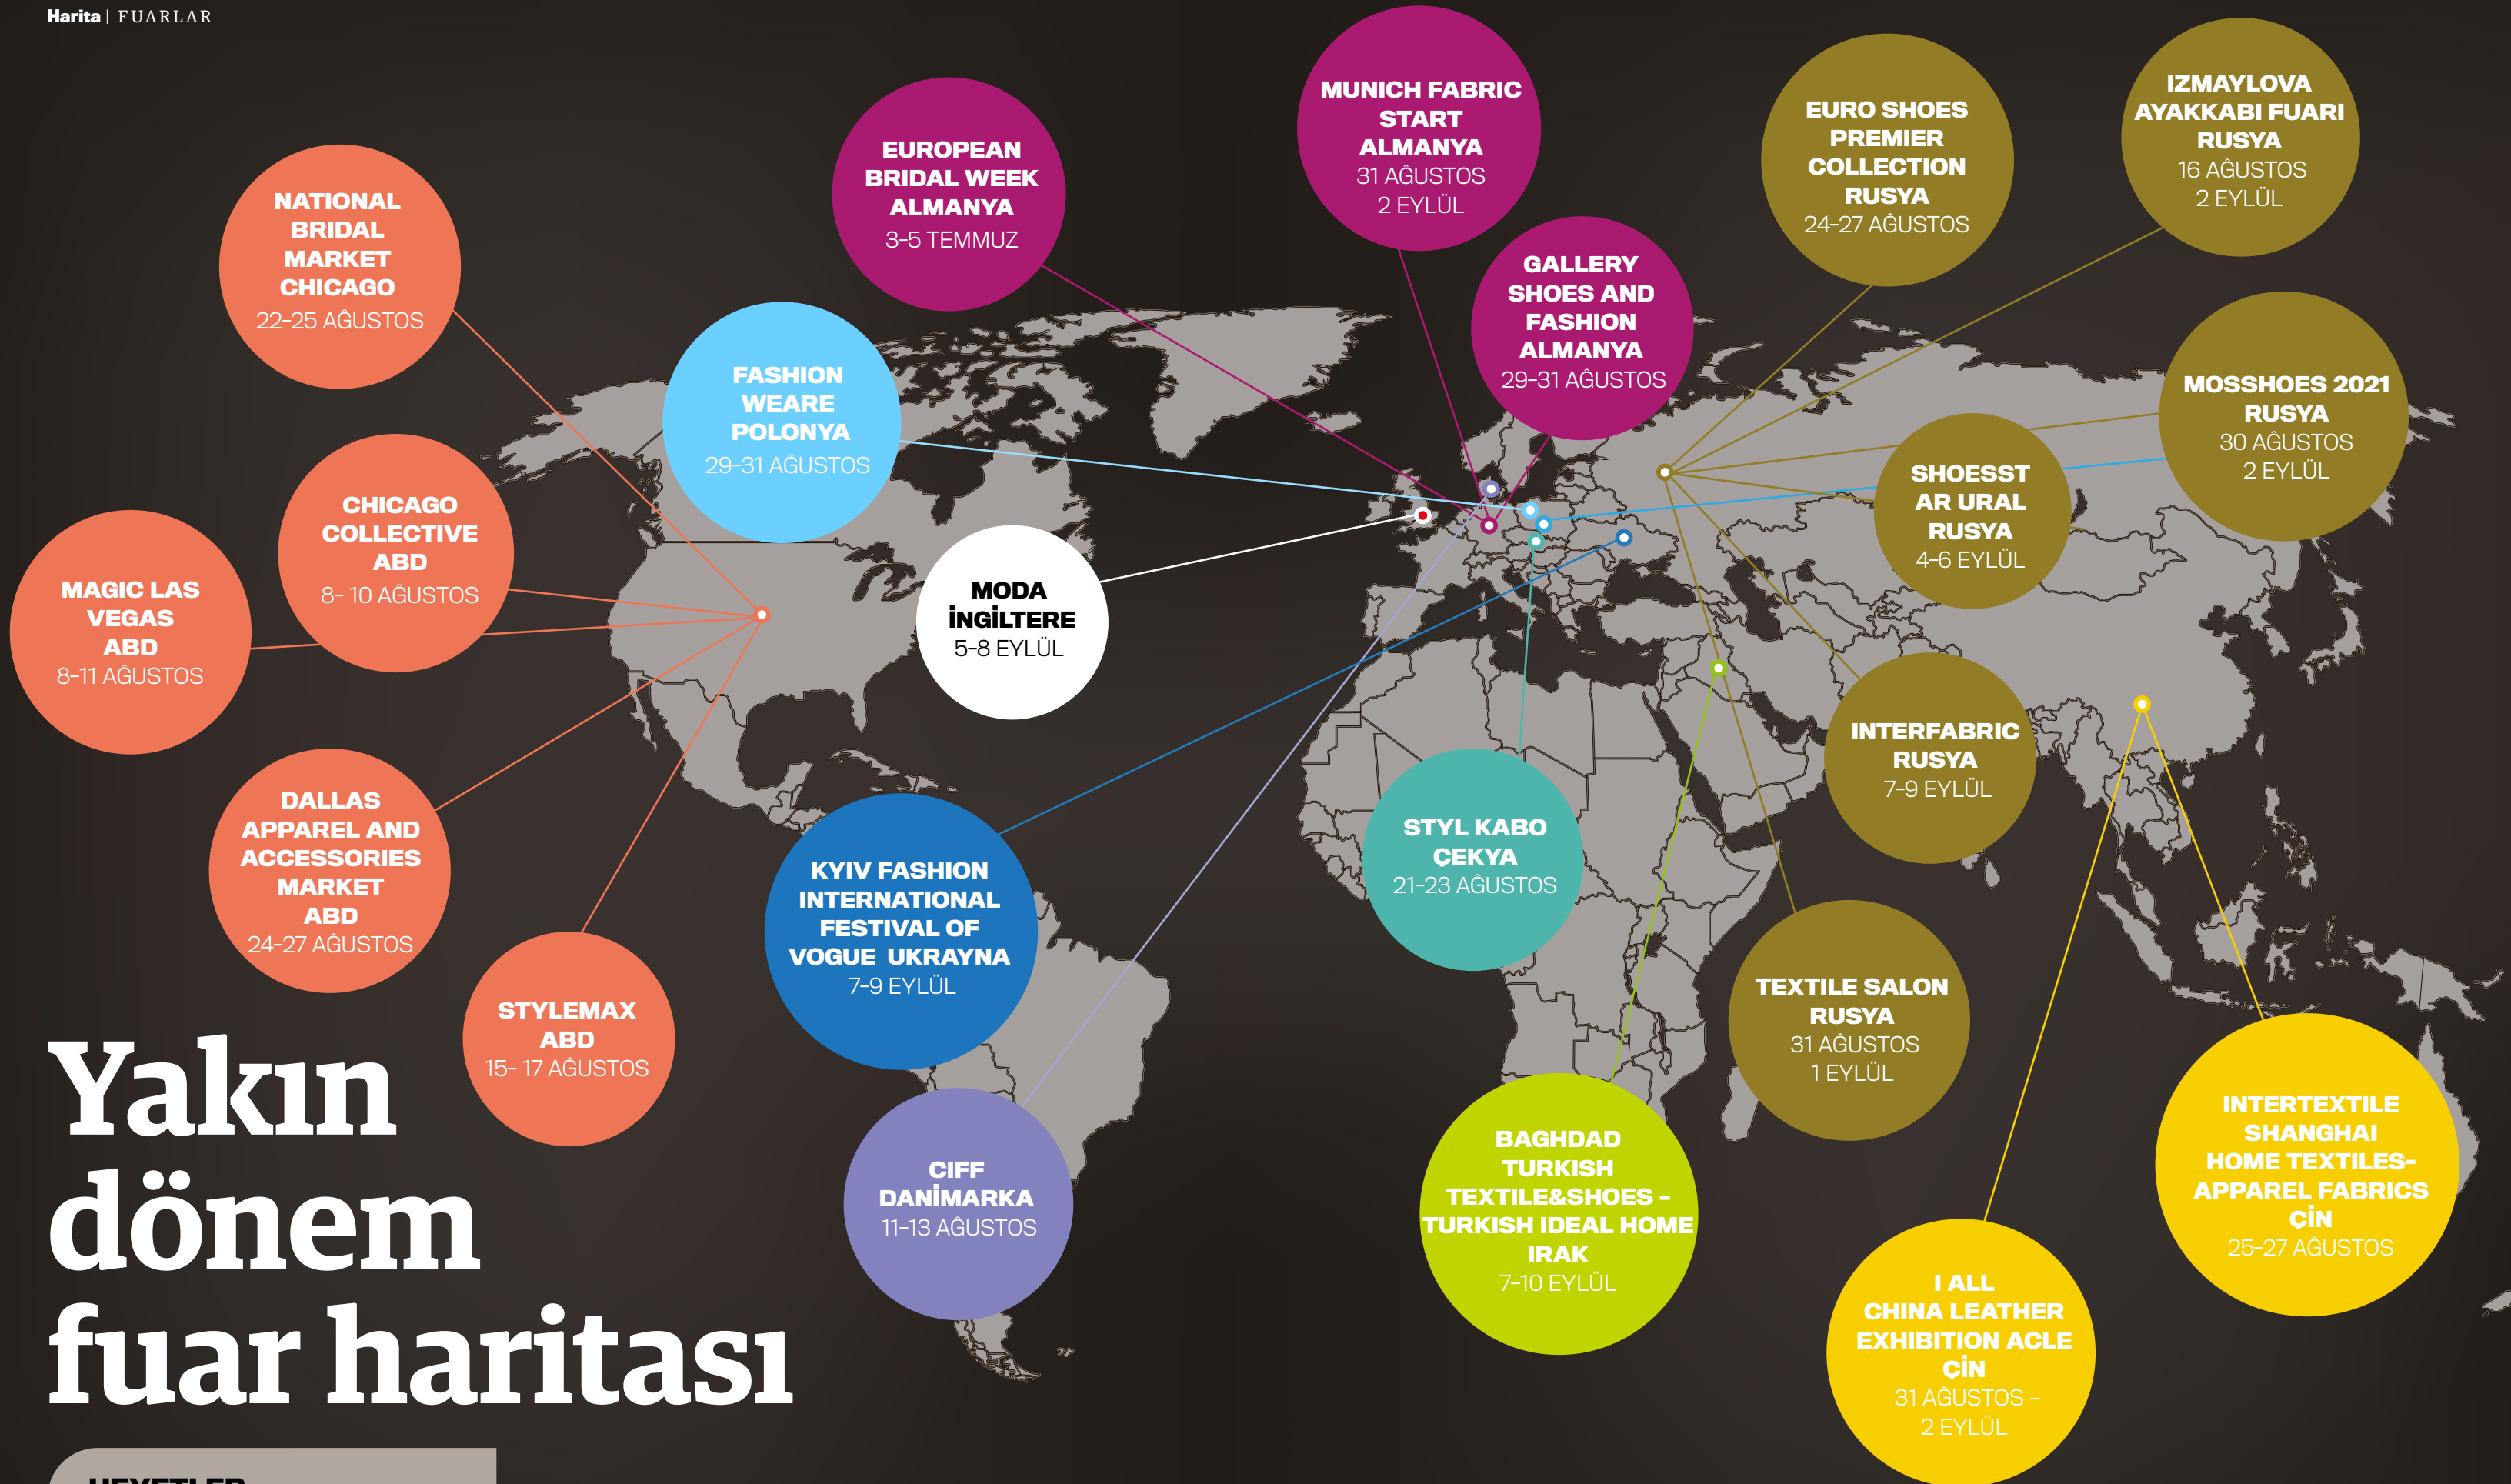 Harita | FUARLAR
NATIONAL
BRIDAL
MARKET
CHICAGO
22-25 AĞUSTOS
EUROPEAN
BRIDAL WEEK
ALMANYA
3-5 TEMMUZ
MUNICH FABRIC
START
ALMANYA
31 AĞUSTOS
2 EYLÜL
EURO SHOES
PREMIER
COLLECTION
RUSYA
24-27 AĞUSTOS
IZMAYLOVA
AYAKKABI FUARI
RUSYA
16 AĞUSTOS
2 EYLÜL
GALLERY
SHOES AND
FASHION
ALMANYA
29-31 AĞUSTOS
FASHION
WEARE
POLONYA
29-31 AĞUSTOS
MOSSHOES 2021
RUSYA
30 AĞUSTOS
2 EYLÜL
CHICAGO
COLLECTIVE
ABD
8- 10 AĞUSTOS
SHOESST
AR URAL
RUSYA
4-6 EYLÜL
MAGIC LAS
VEGAS
ABD
8-11 AĞUSTOS
MODA
İNGİLTERE
5-8 EYLÜL
INTERFABRIC
RUSYA
7-9 EYLÜL
DALLAS
APPAREL AND
ACCESSORIES
MARKET
ABD
24-27 AĞUSTOS
STYL KABO
ÇEKYA
21-23 AĞUSTOS
KYIV FASHION
INTERNATIONAL
FESTIVAL OF
VOGUE UKRAYNA
7-9 EYLÜL
STYLEMAX
ABD
15- 17 AĞUSTOS
TEXTILE SALON
RUSYA
31 AĞUSTOS
1 EYLÜL
CIFF
DANİMARKA
11-13 AĞUSTOS
BAGHDAD
TURKISH
TEXTILE&SHOES -
TURKISH IDEAL HOME
IRAK
7-10 EYLÜL
INTERTEXTILE
SHANGHAI
HOME TEXTILES-
APPAREL FABRICS
ÇİN
25-27 AĞUSTOS
I ALL
CHINA LEATHER
EXHIBITION ACLE
ÇİN
31 AĞUSTOS –
2 EYLÜL
Yakın
dönem
fuar haritası